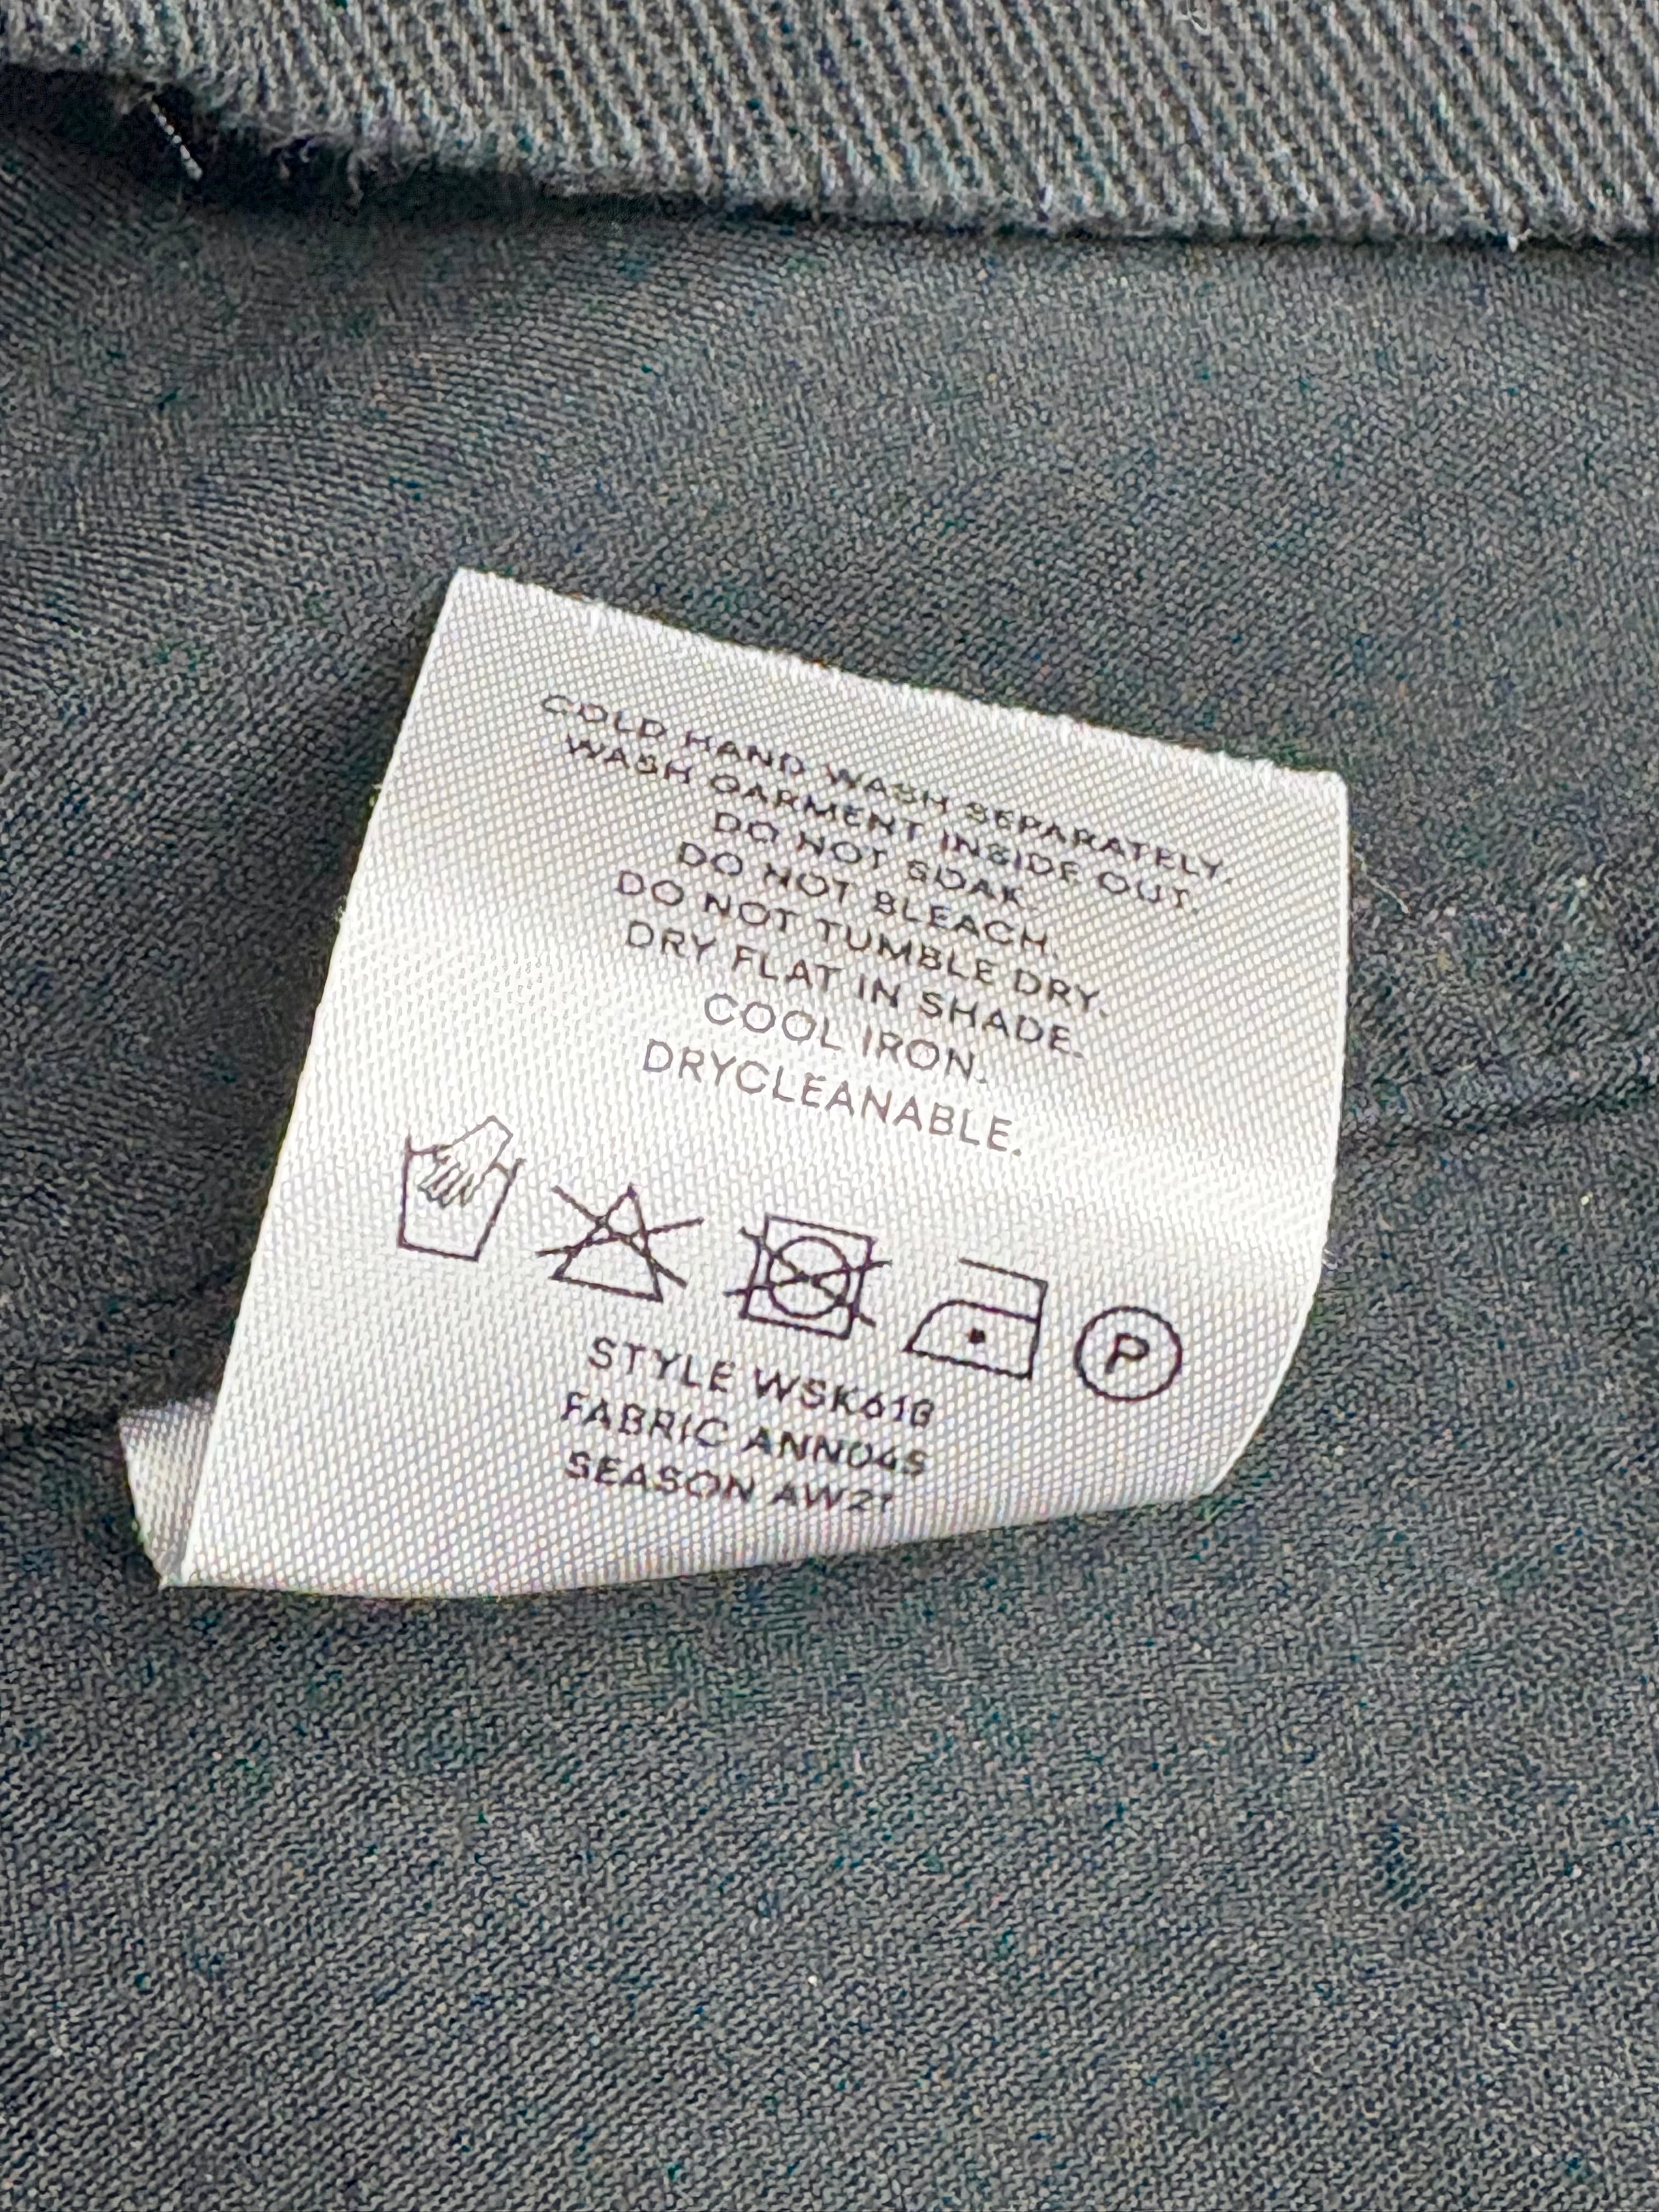 COLD HAND WASH SEPARATELY.
WASH GARMENT INSIDE OUT.
DO NOT SOAK.
DO NOT BLEACH.
DO NOT TUMBLE DRY.
DRY FLAT IN SHADE.
COOL IRON.
DRYCLEANABLE.
P
STYLE WSK618
FABRIC ANN04S
SEASON AW21